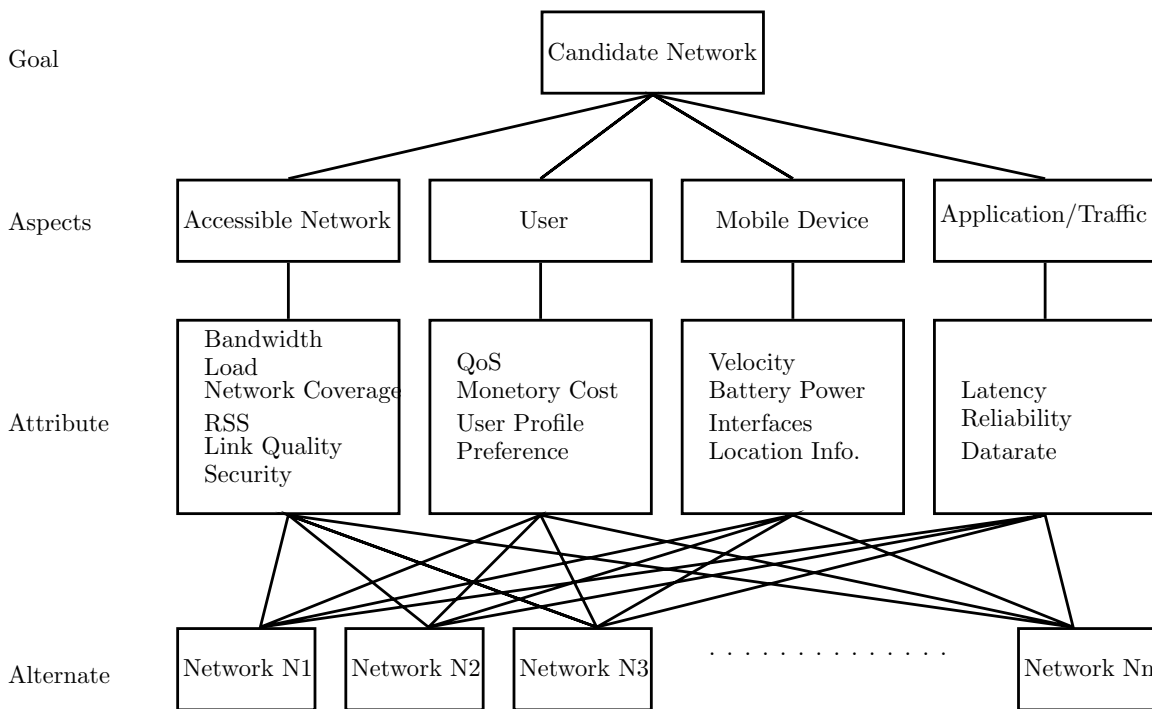 Goal
Candidate Network
Aspects
Accessible Network
User
Mobile Device
Application/Traffic
Attribute
Bandwidth
Load
Network Coverage
RSS
Link Quality
Security
QoS
Monetory Cost
User Profile
Preference
Velocity
Battery Power
Interfaces
Location Info.
Latency
Reliability
Datarate
Alternate
Network N1
Network N2
Network N3
. . . . . . . . . . . . . .
Network Nn